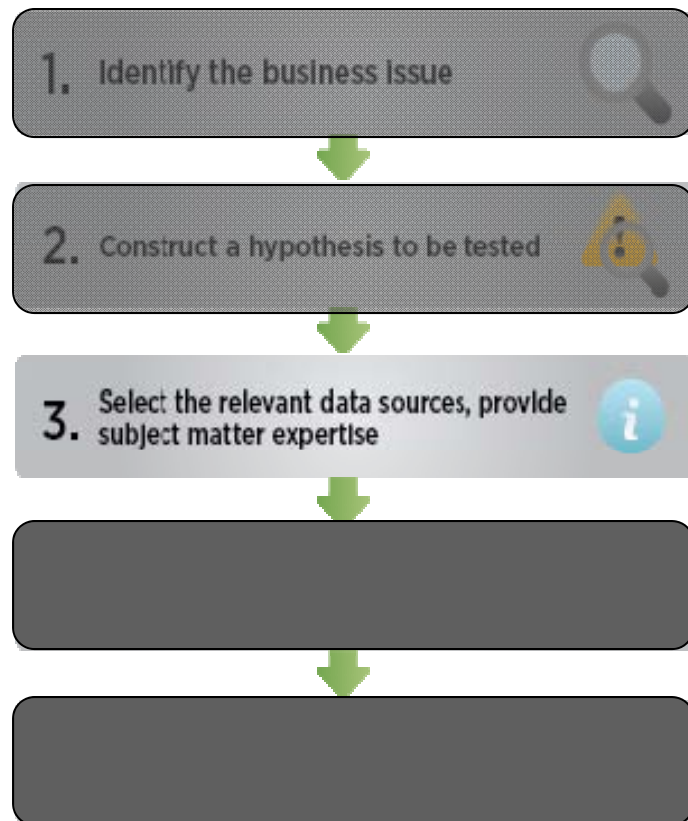 1. Identify the business issue
2. Construct a hypothesis to be tested
3. Select the relevant data sources, provide
subject matter expertise